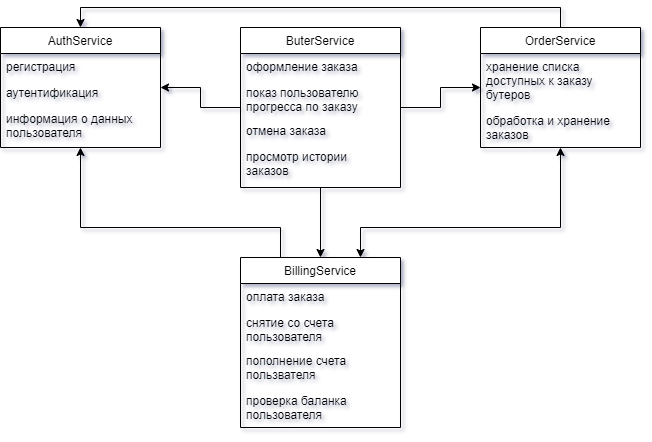 AuthService
регистрация
аутентификация
информация о данных
пользователя
ButerService
оформление заказа
показ пользователю
прогресса по заказу
отмена заказа
просмотр истории
заказов
OrderService
хранение списка
доступных к заказу
бутеров
обработка и хранение
заказов
BillingService
оплата заказа
снятие со счета
пользователя
пополнение счета
пользвателя
проверка баланка
пользователя